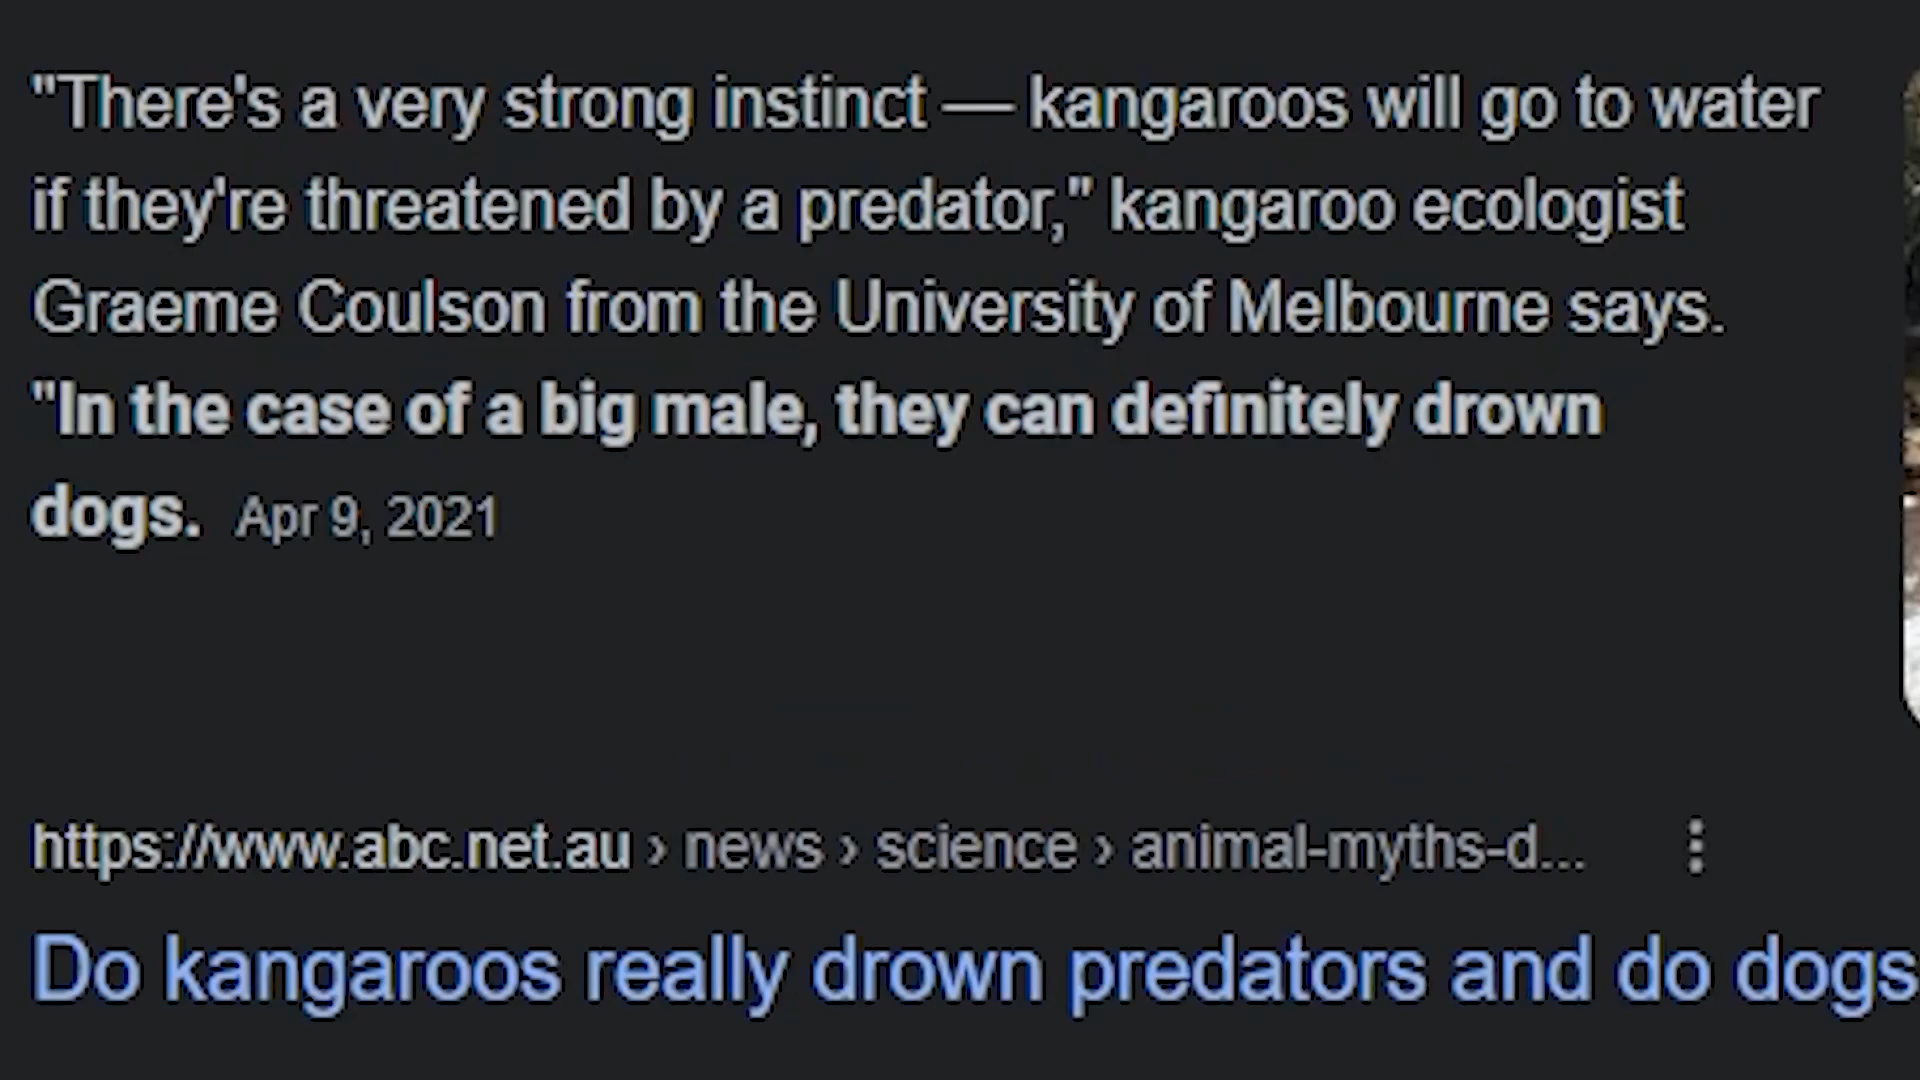 "There's a very strong instinct — kangaroos will go to water
if they're threatened by a predator," kangaroo ecologist
Graeme Coulson from the University of Melbourne says.
"In the case of a big male, they can definitely drown
dogs. Apr 9, 2021
https://www.abc.net.au › news › science › animal-myths-d...
Do kangaroos really drown predators and do dogs